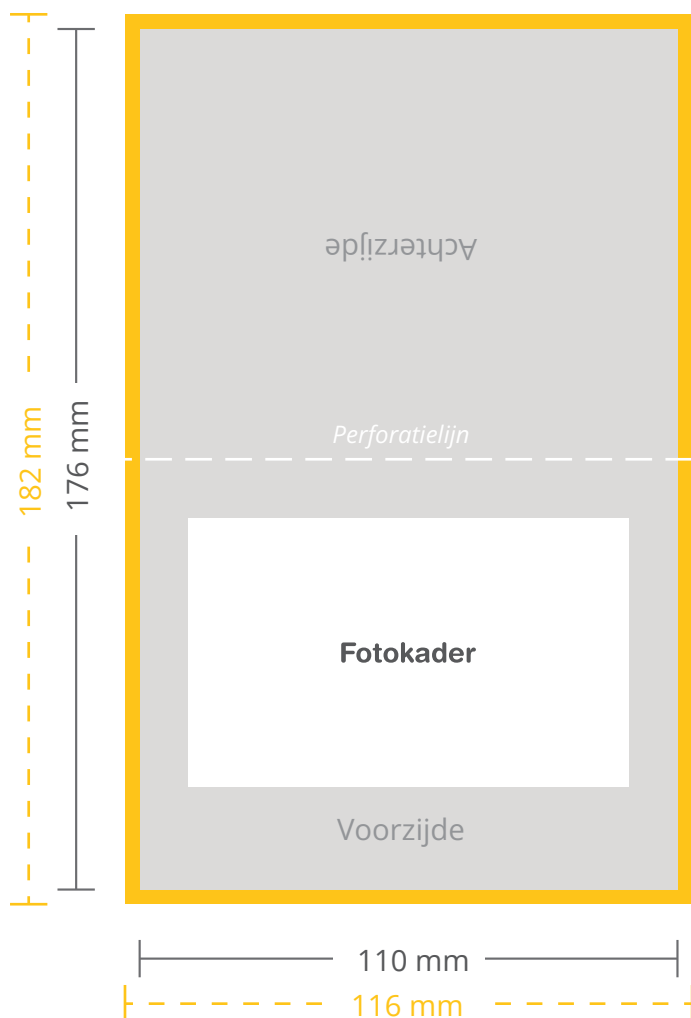 Achterzijde
Perforatielijn
182 mm
176 mm
Fotokader
Voorzijde
110 mm
116 mm